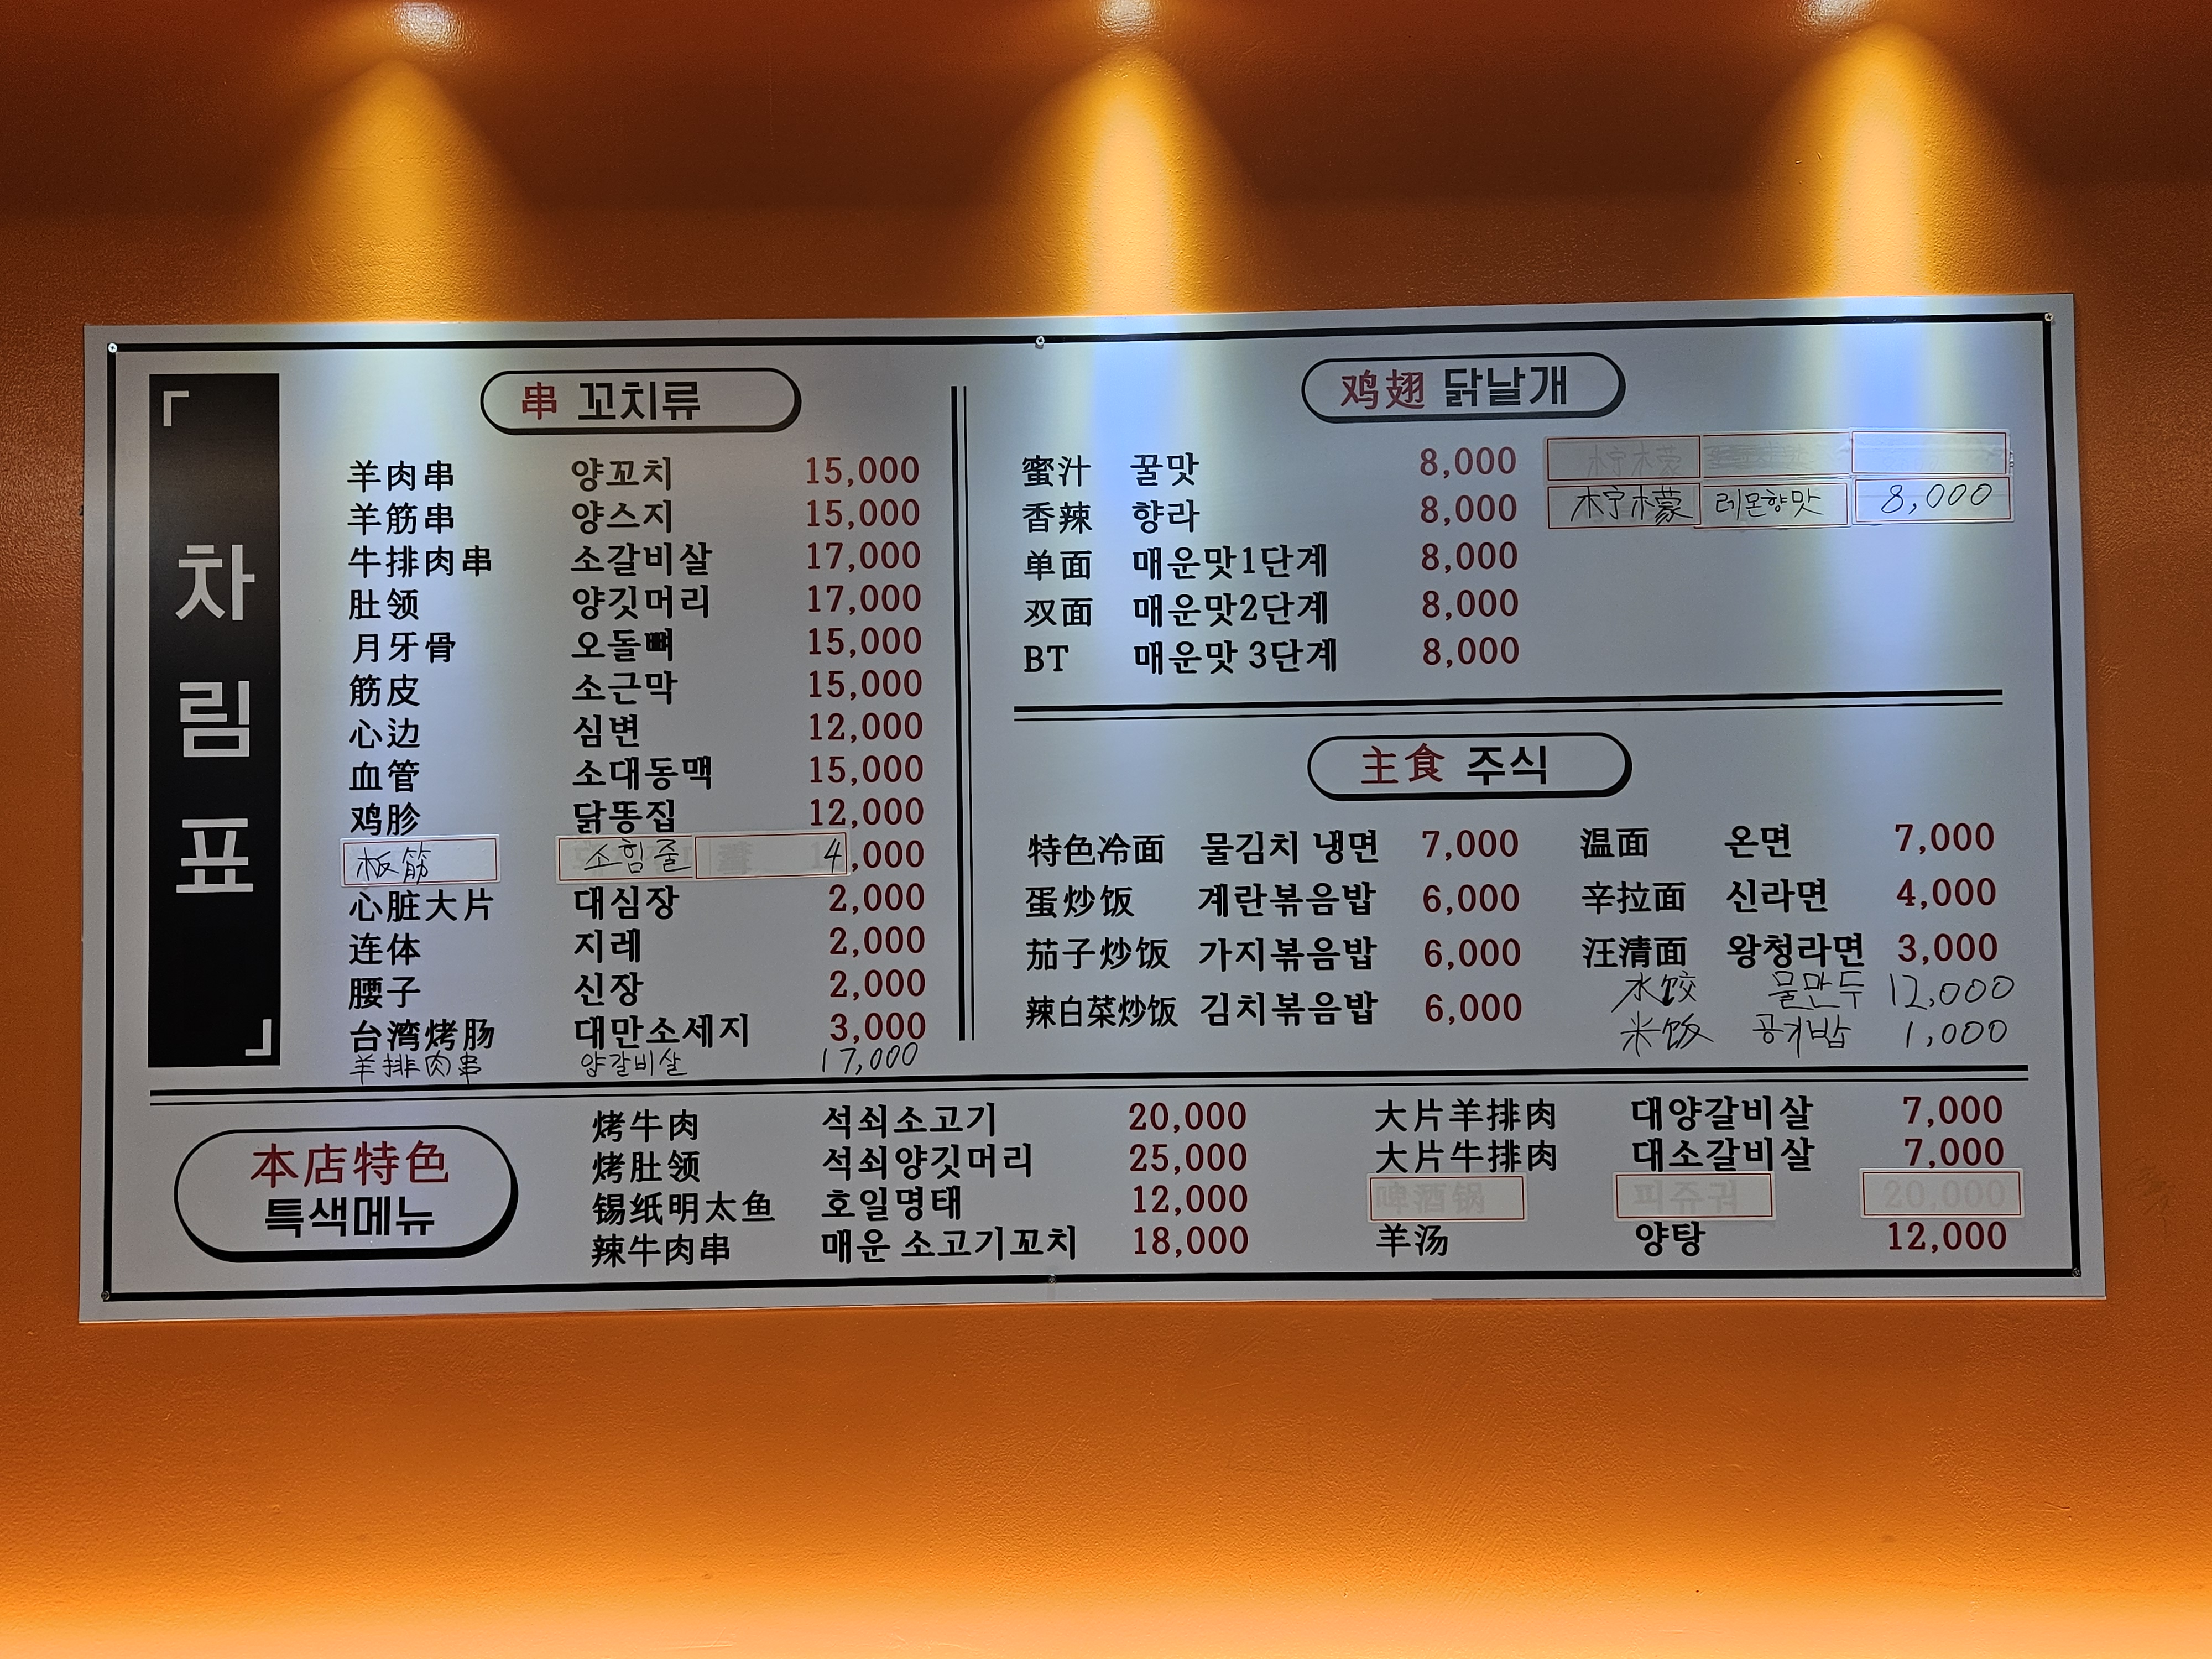 「차림표」
串 꼬치류
羊肉串 양꼬치 15,000
羊筋串 양스지 15,000
牛排肉串 소갈비살 17,000
肚领 양깃머리 17,000
月牙骨 오돌뼈 15,000
筋皮 소근막 15,000
心边 심변 12,000
血管 소대동맥 15,000
鸡胗 닭똥집 12,000
板筋 소힘줄 4,000
心脏大片 대심장 2,000
连体 지레 2,000
腰子 신장 2,000
台湾烤肠 대만소세지 3,000
羊排肉串 양갈비살 17,000
鸡翅 닭날개
蜜汁 꿀맛 8,000
香辣 향라 8,000 柠檬 레몬향맛 8,000
单面 매운맛1단계 8,000
双面 매운맛2단계 8,000
BT 매운맛 3단계 8,000
主食 주식
特色冷面 물김치 냉면 7,000 温面 온면 7,000
蛋炒饭 계란볶음밥 6,000 辛拉面 신라면 4,000
茄子炒饭 가지볶음밥 6,000 汪清面 왕청라면 3,000
辣白菜炒饭 김치볶음밥 6,000 水饺 물만두 12,000
米饭 공기밥 1,000
本店特色
특색메뉴
烤牛肉 석쇠소고기 20,000 大片羊排肉 대양갈비살 7,000
烤肚领 석쇠양깃머리 25,000 大片牛排肉 대소갈비살 7,000
锡纸明太鱼 호일명태 12,000 啤酒锅 피쥬궈 20,000
辣牛肉串 매운 소고기꼬치 18,000 羊汤 양탕 12,000